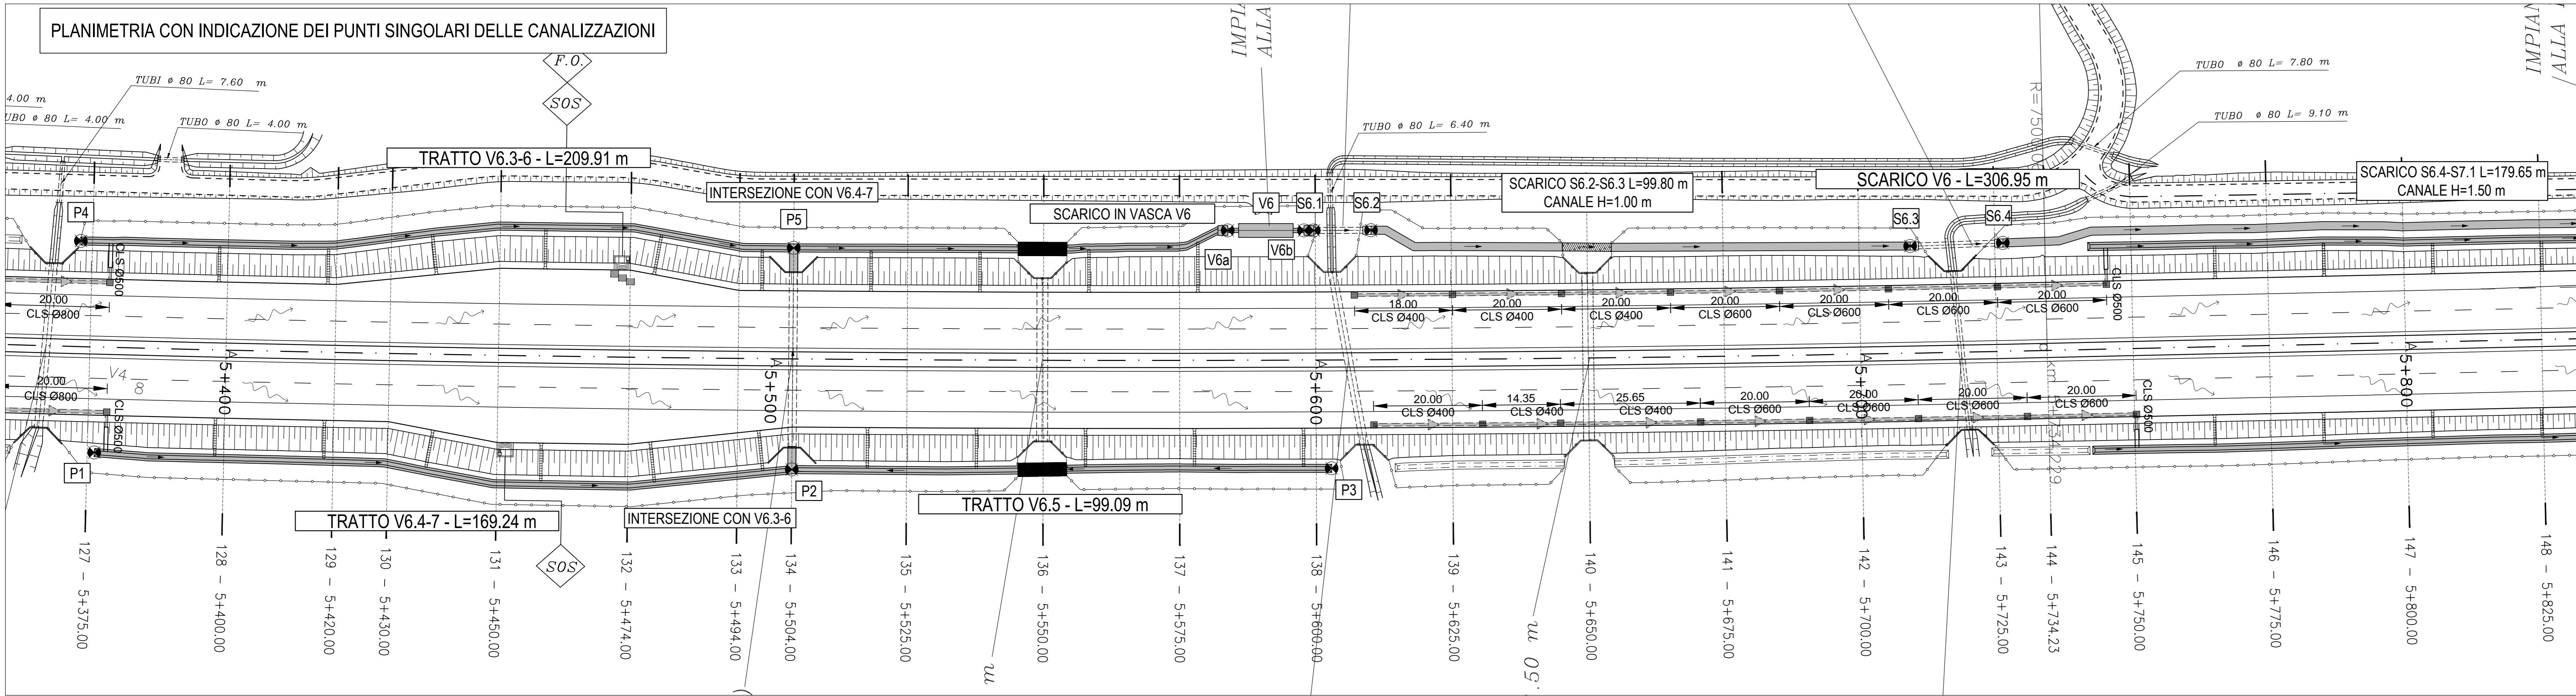 PLANIMETRIA CON INDICAZIONE DEI PUNTI SINGOLARI DELLE CANALIZZAZIONI
F.O.
SOS
TUBI ø 80 L= 7.60 m
4.00 m
TUBO ø 80 L= 4.00 m
TUBO ø 80 L= 6.40 m
TUBO ø 80 L= 7.80 m
TUBO ø 80 L= 9.10 m
ALLA
ALLA
R=7500.0
TRATTO V6.3-6 - L=209.91 m
INTERSEZIONE CON V6.4-7
SCARICO IN VASCA V6
SCARICO S6.2-S6.3 L=99.80 m
CANALE H=1.00 m
SCARICO V6 - L=306.95 m
SCARICO S6.4-S7.1 L=179.65 m
CANALE H=1.50 m
P4
P5
V6
S6.1
S6.2
V6a
V6b
S6.3
S6.4
CLS Ø500
CLS Ø500
20.00
CLS Ø800
18.00
CLS Ø400
20.00
CLS Ø400
20.00
CLS Ø400
20.00
CLS Ø600
20.00
CLS Ø600
20.00
CLS Ø600
20.00
CLS Ø600
A 5+400
A 5+500
A 5+600
A 5+800
V4
8
20.00
CLS Ø800
CLS Ø500
20.00
CLS Ø400
14.35
CLS Ø400
25.65
CLS Ø400
20.00
CLS Ø600
20.00
CLS Ø600
20.00
CLS Ø600
20.00
CLS Ø600
CLS Ø500
P1
P2
P3
TRATTO V6.4-7 - L=169.24 m
INTERSEZIONE CON V6.3-6
TRATTO V6.5 - L=99.09 m
SOS
127 - 5+375.00
128 - 5+400.00
129 - 5+420.00
130 - 5+430.00
131 - 5+450.00
132 - 5+474.00
133 - 5+494.00
134 - 5+504.00
135 - 5+525.00
136 - 5+550.00
137 - 5+575.00
138 - 5+600.00
139 - 5+625.00
140 - 5+650.00
141 - 5+675.00
142 - 5+700.00
143 - 5+725.00
144 - 5+734.23
145 - 5+750.00
146 - 5+775.00
147 - 5+800.00
148 - 5+825.00
m
.50 m